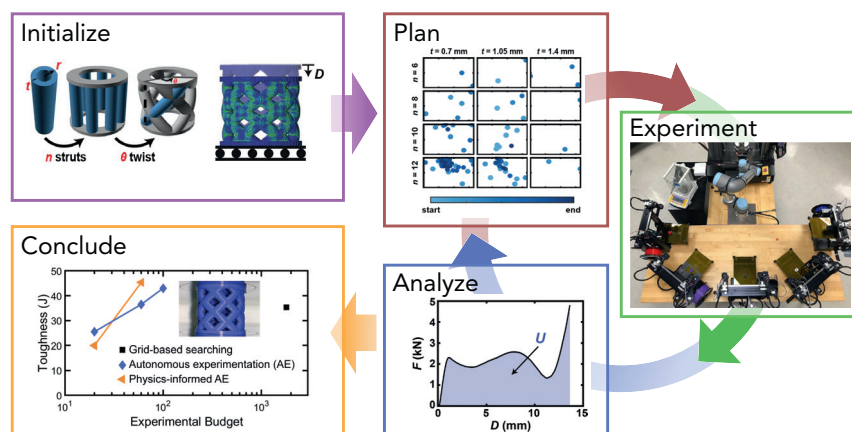 Initialize
r
t
n struts
θ twist
θ
D
Plan
t = 0.7 mm t = 1.05 mm t = 1.4 mm
n = 6
n = 8
n = 10
n = 12
start end
Experiment
Conclude
Toughness (J)
50
40
30
20
10
0
Grid-based searching
Autonomous experimentation (AE)
Physics-informed AE
10¹ 10² 10³
Experimental Budget
Analyze
F (kN)
5
4
3
2
1
0
U
0 5 10 15
D (mm)